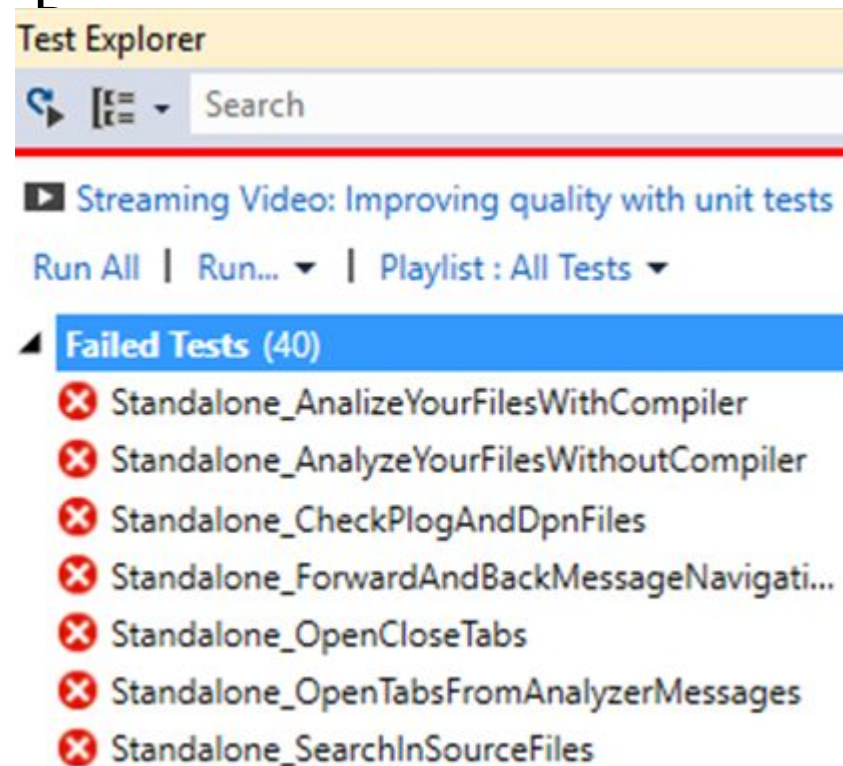 Test Explorer
Search
Streaming Video: Improving quality with unit tests
Run All | Run... | Playlist : All Tests
Failed Tests (40)
Standalone_AnalizeYourFilesWithCompiler
Standalone_AnalyzeYourFilesWithoutCompiler
Standalone_CheckPlogAndDpnFiles
Standalone_ForwardAndBackMessageNavigati...
Standalone_OpenCloseTabs
Standalone_OpenTabsFromAnalyzerMessages
Standalone_SearchInSourceFiles